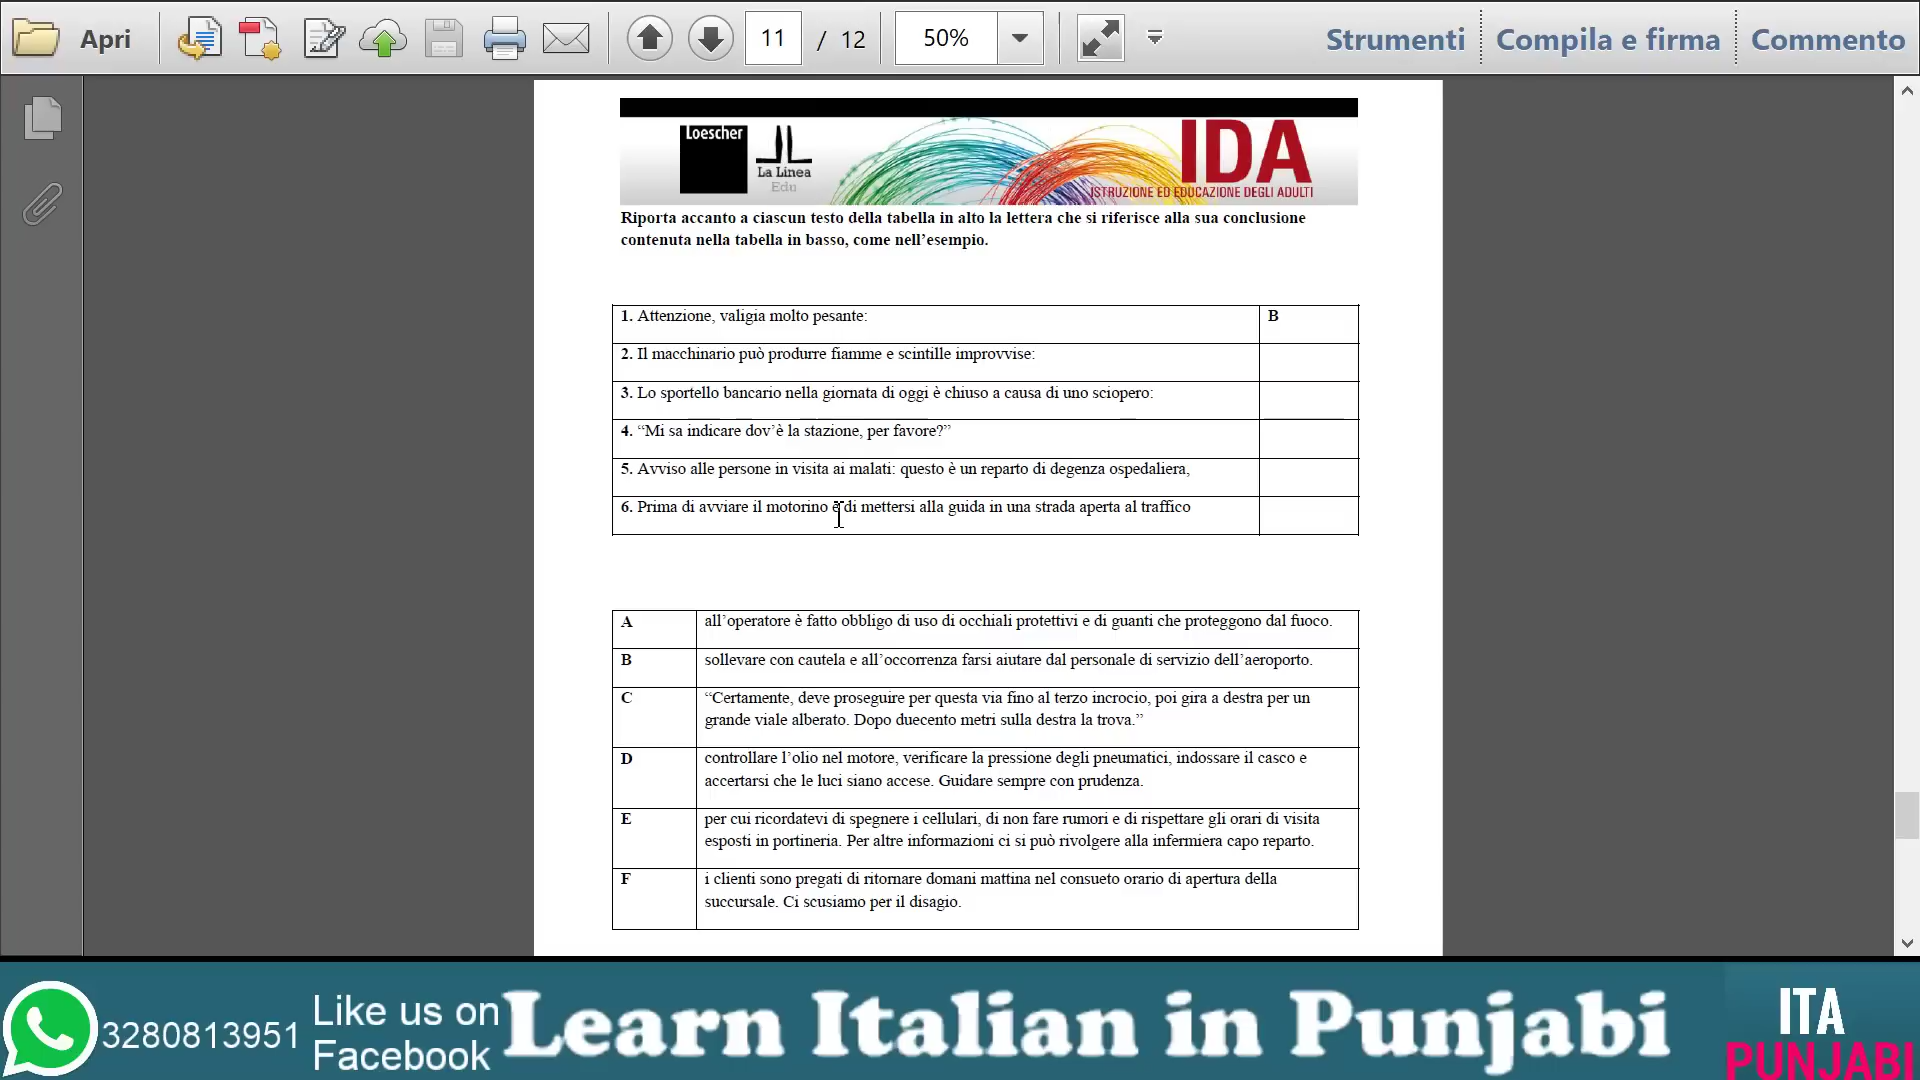 Apri
11 / 12
50%
Strumenti
Compila e firma
Commento
Loescher
La Linea
Edu
IDA
ISTRUZIONE ED EDUCAZIONE DEGLI ADULTI
Riporta accanto a ciascun testo della tabella in alto la lettera che si riferisce alla sua conclusione
contenuta nella tabella in basso, come nell’esempio.
1. Attenzione, valigia molto pesante: B
2. Il macchinario può produrre fiamme e scintille improvvise:
3. Lo sportello bancario nella giornata di oggi è chiuso a causa di uno sciopero:
4. “Mi sa indicare dov’è la stazione, per favore?”
5. Avviso alle persone in visita ai malati: questo è un reparto di degenza ospedaliera,
6. Prima di avviare il motorino e di mettersi alla guida in una strada aperta al traffico
A all’operatore è fatto obbligo di uso di occhiali protettivi e di guanti che proteggono dal fuoco.
B sollevare con cautela e all’occorrenza farsi aiutare dal personale di servizio dell’aeroporto.
C “Certamente, deve proseguire per questa via fino al terzo incrocio, poi gira a destra per un
grande viale alberato. Dopo duecento metri sulla destra la trova.”
D controllare l’olio nel motore, verificare la pressione degli pneumatici, indossare il casco e
accertarsi che le luci siano accese. Guidare sempre con prudenza.
E per cui ricordatevi di spegnere i cellulari, di non fare rumori e di rispettare gli orari di visita
esposti in portineria. Per altre informazioni ci si può rivolgere alla infermiera capo reparto.
F i clienti sono pregati di ritornare domani mattina nel consueto orario di apertura della
succursale. Ci scusiamo per il disagio.
3280813951
Like us on
Facebook
Learn Italian in Punjabi
ITA
PUNJABI